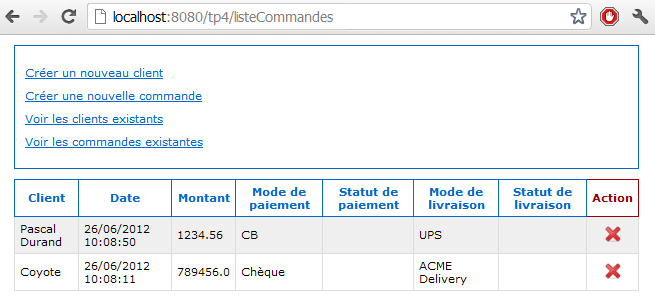 localhost:8080/tp4/listeCommandes
Créer un nouveau client
Créer une nouvelle commande
Voir les clients existants
Voir les commandes existantes
Client Date Montant Mode de paiement Statut de paiement Mode de livraison Statut de livraison Action
Pascal Durand 26/06/2012 10:08:50 1234.56 CB UPS
Coyote 26/06/2012 10:08:11 789456.0 Chèque ACME Delivery